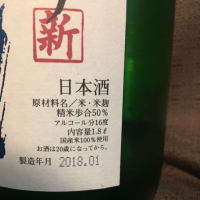 新
日本酒
原材料名／米・米麹
精米歩合50％
アルコール分16度
内容量1.8ℓ
国産米100％使用
お酒は20歳になってから。
製造年月 2018.01